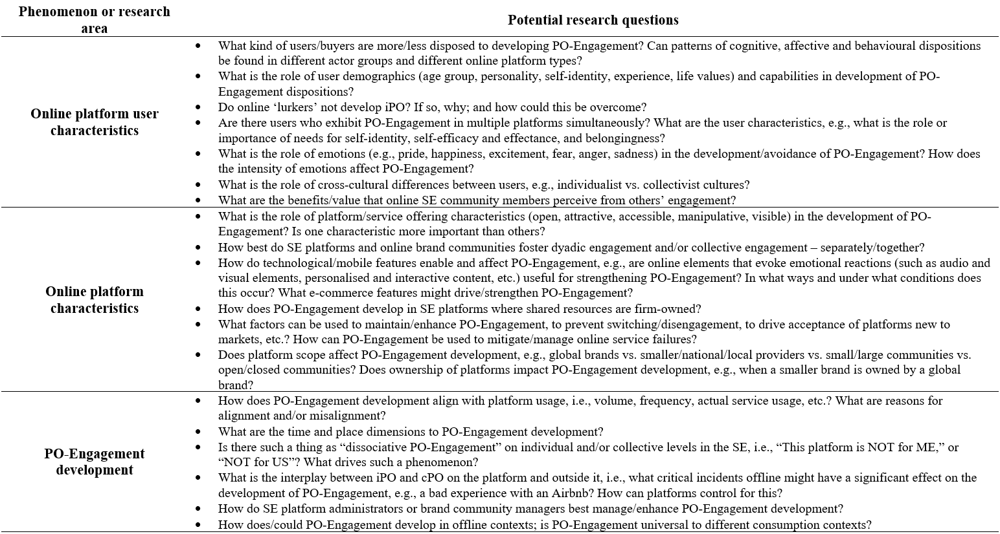 Phenomenon or research
area
Potential research questions
Online platform user
characteristics
• What kind of users/buyers are more/less disposed to developing PO-Engagement? Can patterns of cognitive, affective and behavioural dispositions
be found in different actor groups and different online platform types?
• What is the role of user demographics (age group, personality, self-identity, experience, life values) and capabilities in development of PO-
Engagement dispositions?
• Do online ‘lurkers’ not develop iPO? If so, why; and how could this be overcome?
• Are there users who exhibit PO-Engagement in multiple platforms simultaneously? What are the user characteristics, e.g., what is the role or
importance of needs for self-identity, self-efficacy and effectance, and belongingness?
• What is the role of emotions (e.g., pride, happiness, excitement, fear, anger, sadness) in the development/avoidance of PO-Engagement? How does
the intensity of emotions affect PO-Engagement?
• What is the role of cross-cultural differences between users, e.g., individualist vs. collectivist cultures?
• What are the benefits/value that online SE community members perceive from others’ engagement?
Online platform
characteristics
• What is the role of platform/service offering characteristics (open, attractive, accessible, manipulative, visible) in the development of PO-
Engagement? Is one characteristic more important than others?
• How best do SE platforms and online brand communities foster dyadic engagement and/or collective engagement – separately/together?
• How do technological/mobile features enable and affect PO-Engagement, e.g., are online elements that evoke emotional reactions (such as audio and
visual elements, personalised and interactive content, etc.) useful for strengthening PO-Engagement? In what ways and under what conditions does
this occur? What e-commerce features might drive/strengthen PO-Engagement?
• How does PO-Engagement develop in SE platforms where shared resources are firm-owned?
• What factors can be used to maintain/enhance PO-Engagement, to prevent switching/disengagement, to drive acceptance of platforms new to
markets, etc.? How can PO-Engagement be used to mitigate/manage online service failures?
• Does platform scope affect PO-Engagement development, e.g., global brands vs. smaller/national/local providers vs. small/large communities vs.
open/closed communities? Does ownership of platforms impact PO-Engagement development, e.g., when a smaller brand is owned by a global
brand?
PO-Engagement
development
• How does PO-Engagement development align with platform usage, i.e., volume, frequency, actual service usage, etc.? What are reasons for
alignment and/or misalignment?
• What are the time and place dimensions to PO-Engagement development?
• Is there such a thing as “dissociative PO-Engagement” on individual and/or collective levels in the SE, i.e., “This platform is NOT for ME,” or
“NOT for US”? What drives such a phenomenon?
• What is the interplay between iPO and cPO on the platform and outside it, i.e., what critical incidents offline might have a significant effect on the
development of PO-Engagement, e.g., a bad experience with an Airbnb? How can platforms control for this?
• How do SE platform administrators or brand community managers best manage/enhance PO-Engagement development?
• How does/could PO-Engagement develop in offline contexts; is PO-Engagement universal to different consumption contexts?